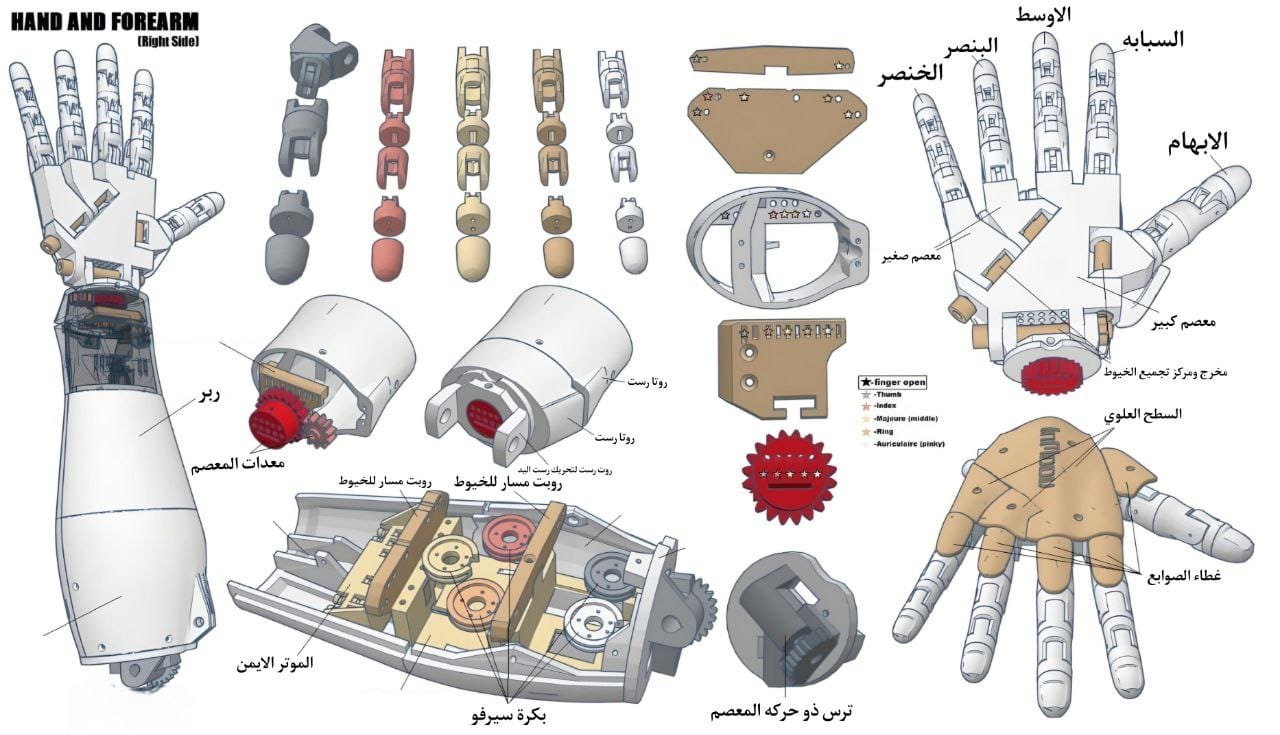 HAND AND FOREARM
(Right Side)
الاوسط
السبابه
البنصر
الخنصر
الابهام
معصم صغير
معصم كبير
مخرج ومركز تجميع الخيوط
★-finger open
★-Thumb
★-Index
★-Majeure (middle)
★-Ring
-Auriculaire (pinky)
ربر
معدات المعصم
روتا رست
روتا رست
روت رست لتحريك رست اليد
روبت مسار للخيوط
روبت مسار للخيوط
السطح العلوي
InMoov
غطاء الصوابع
الموتر الايمن
بكرة سيرفو
ترس ذو حركه المعصم